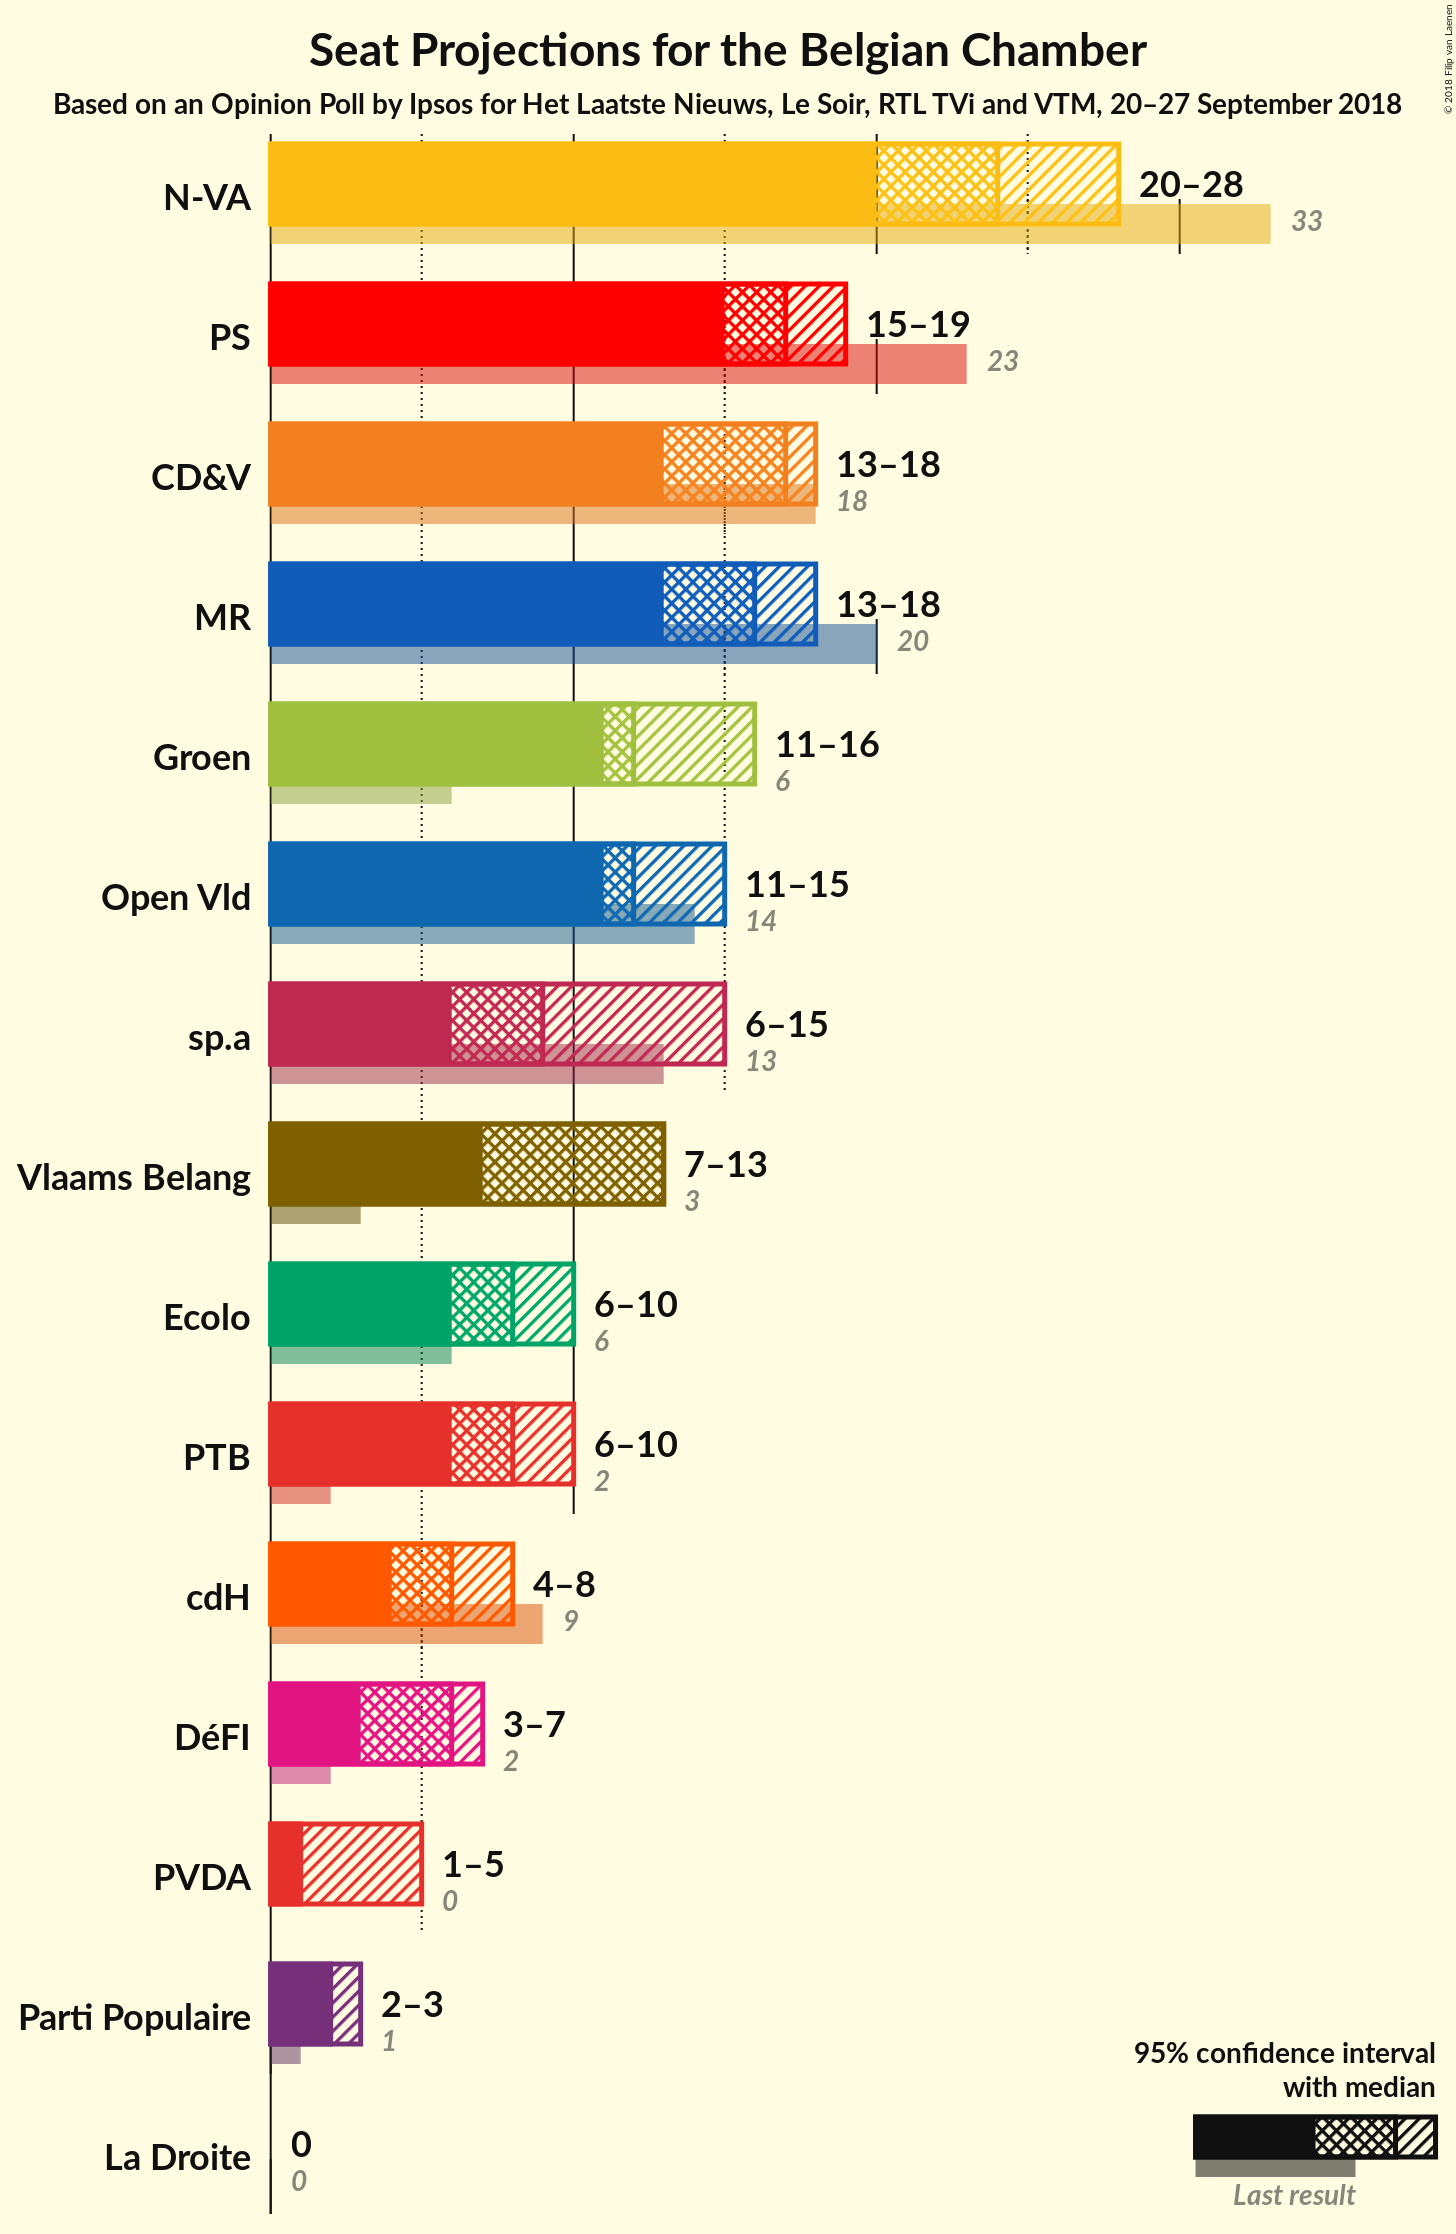 Seat Projections for the Belgian Chamber
Based on an Opinion Poll by Ipsos for Het Laatste Nieuws, Le Soir, RTL TVi and VTM, 20–27 September 2018
© 2018 Filip van Laenen
N-VA
20–28
33
PS
15–19
23
CD&V
13–18
18
MR
13–18
20
Groen
11–16
6
Open Vld
11–15
14
sp.a
6–15
13
Vlaams Belang
7–13
3
Ecolo
6–10
6
PTB
6–10
2
cdH
4–8
9
DéFI
3–7
2
PVDA
1–5
0
Parti Populaire
2–3
1
La Droite
0
0
95% confidence interval
with median
Last result